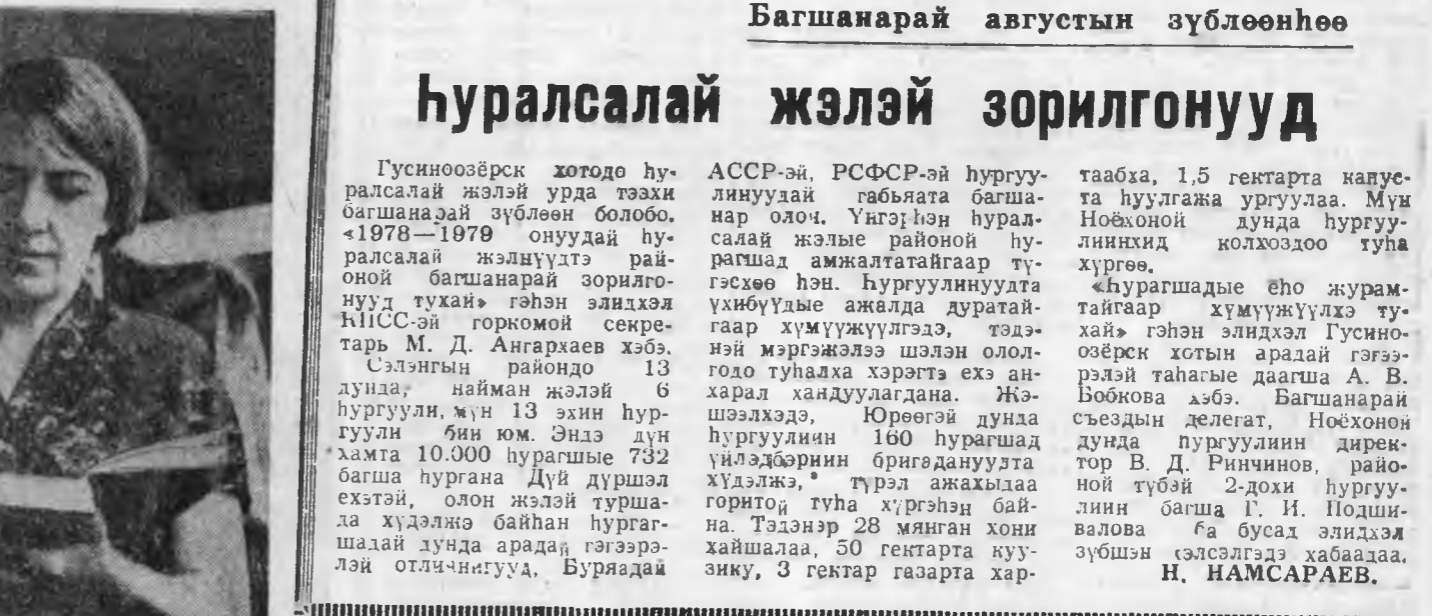 Багшанарай августын зүблөөнһөө
Һуралсалай жэлэй зорилгонууд
Гусиноозёрск хотодо һу-
ралсалай жэлэй урда тээхи
багшанарай зүблөөн болобо.
«1978—1979 онуудай һу-
ралсалай жэлнүүдтэ рай-
оной багшанарай зорилго-
нууд тухай» гэһэн элидхэл
КПСС-эй горкомой секре-
тарь М. Д. Ангархаев хэбэ.
Сэлэнгын районdo 13
дунда, найман жэлэй 6
һургуули, мүн 13 эхин һур-
гуули бии юм. Эндэ дүн
хамта 10.000 һурагшые 732
багша һургана Дүй дүршэл
ехэтэй, олон жэлэй турша-
да хүдэлжэ байһан һургаг-
шадай дунда арадай гэгээрэ-
лэй отличнигууд, Буряадай
АССР-эй, РСФСР-эй һургуу-
линуудай габьяата багша-
нар олоч. Үнгэрһэн һурал-
салай жэлые районой һу-
рагшад амжалтатайгаар тү-
гэсхөө һэн. Һургуулинуудта
үхибүүдые ажалда дуратай-
гаар хүмүүжүүлгэдэ, тэдэ-
нэй мэргэжэлээ шэлэн олол-
годо туһалха хэрэгтэ ехэ ан-
харал хандуулагдана. Жэ-
шээлхэдэ, Юрөөгэй дунда
һургуулиин 160 һурагшад
үйлэдбэриин бригаданууdта
хүдэлжэ, түрэл ажахыдаа
горитой туһа хүргэһэн бай-
на. Тэдэнэр 28 мянган хони
хайшалаа, 50 гектарта куу-
зику, 3 гектар газарта хар-
таабха, 1,5 гектарта капус-
та һуулгажа ургуулаа. Мүн
Ноёхоной дунда һургуу-
лиинхид колхоздоо туһа
хүргөө.
«Һурагшадые ёһо журам-
тайгаар хүмүүжүүлхэ ту-
хай» гэһэн элидхэл Гусино-
озёрск хотын арадай гэгээ-
рэлэй таһагые даагша А. В.
Бобкова хэбэ. Багшанарай
съездын делегат, Ноёхоной
дунда һургуулиин дирек-
тор В. Д. Ринчинов, райо-
ной түбэй 2-дохи һургуу-
лиин багша Г. И. Подши-
валова ба бусад элидхэл
зүбшэн хэлсэлгэдэ хабаадаа.
Н. НАМСАРАЕВ.